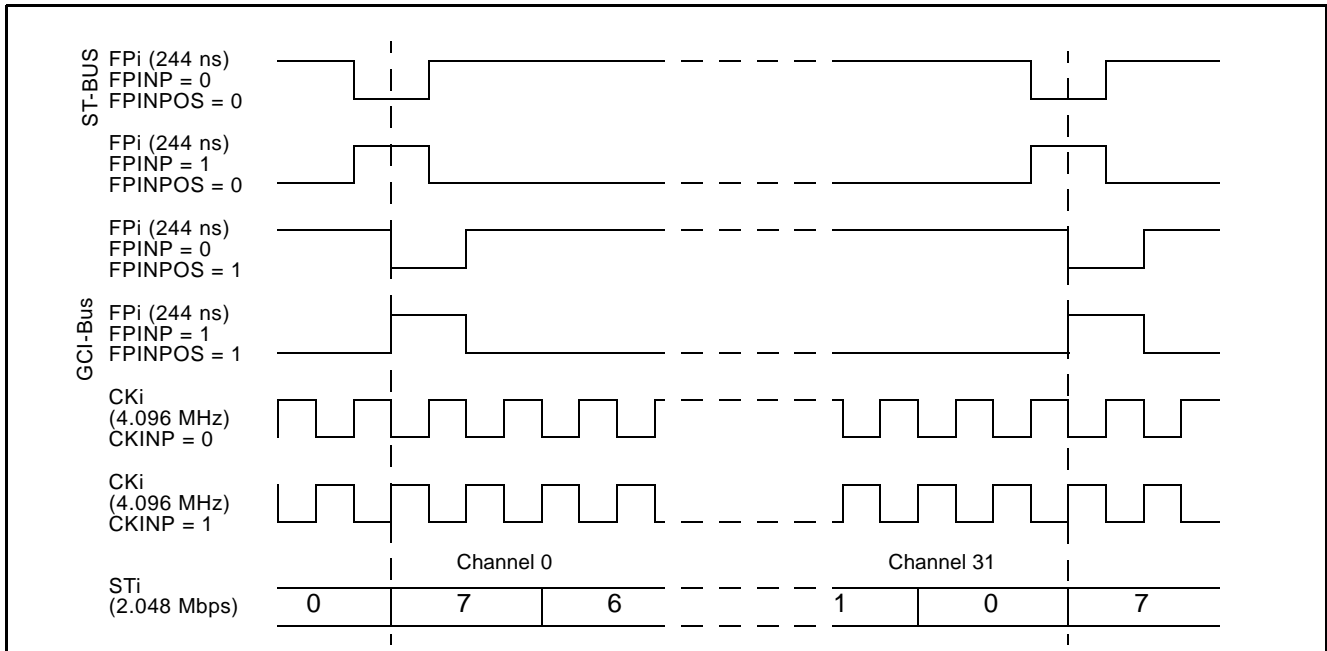 ST-BUS
FPi (244 ns)
FPINP = 0
FPINPOS = 0
FPi (244 ns)
FPINP = 1
FPINPOS = 0
FPi (244 ns)
FPINP = 0
FPINPOS = 1
GCI-Bus
FPi (244 ns)
FPINP = 1
FPINPOS = 1
CKi
(4.096 MHz)
CKINP = 0
CKi
(4.096 MHz)
CKINP = 1
Channel 0 Channel 31
STi
(2.048 Mbps)
0 7 6 1 0 7